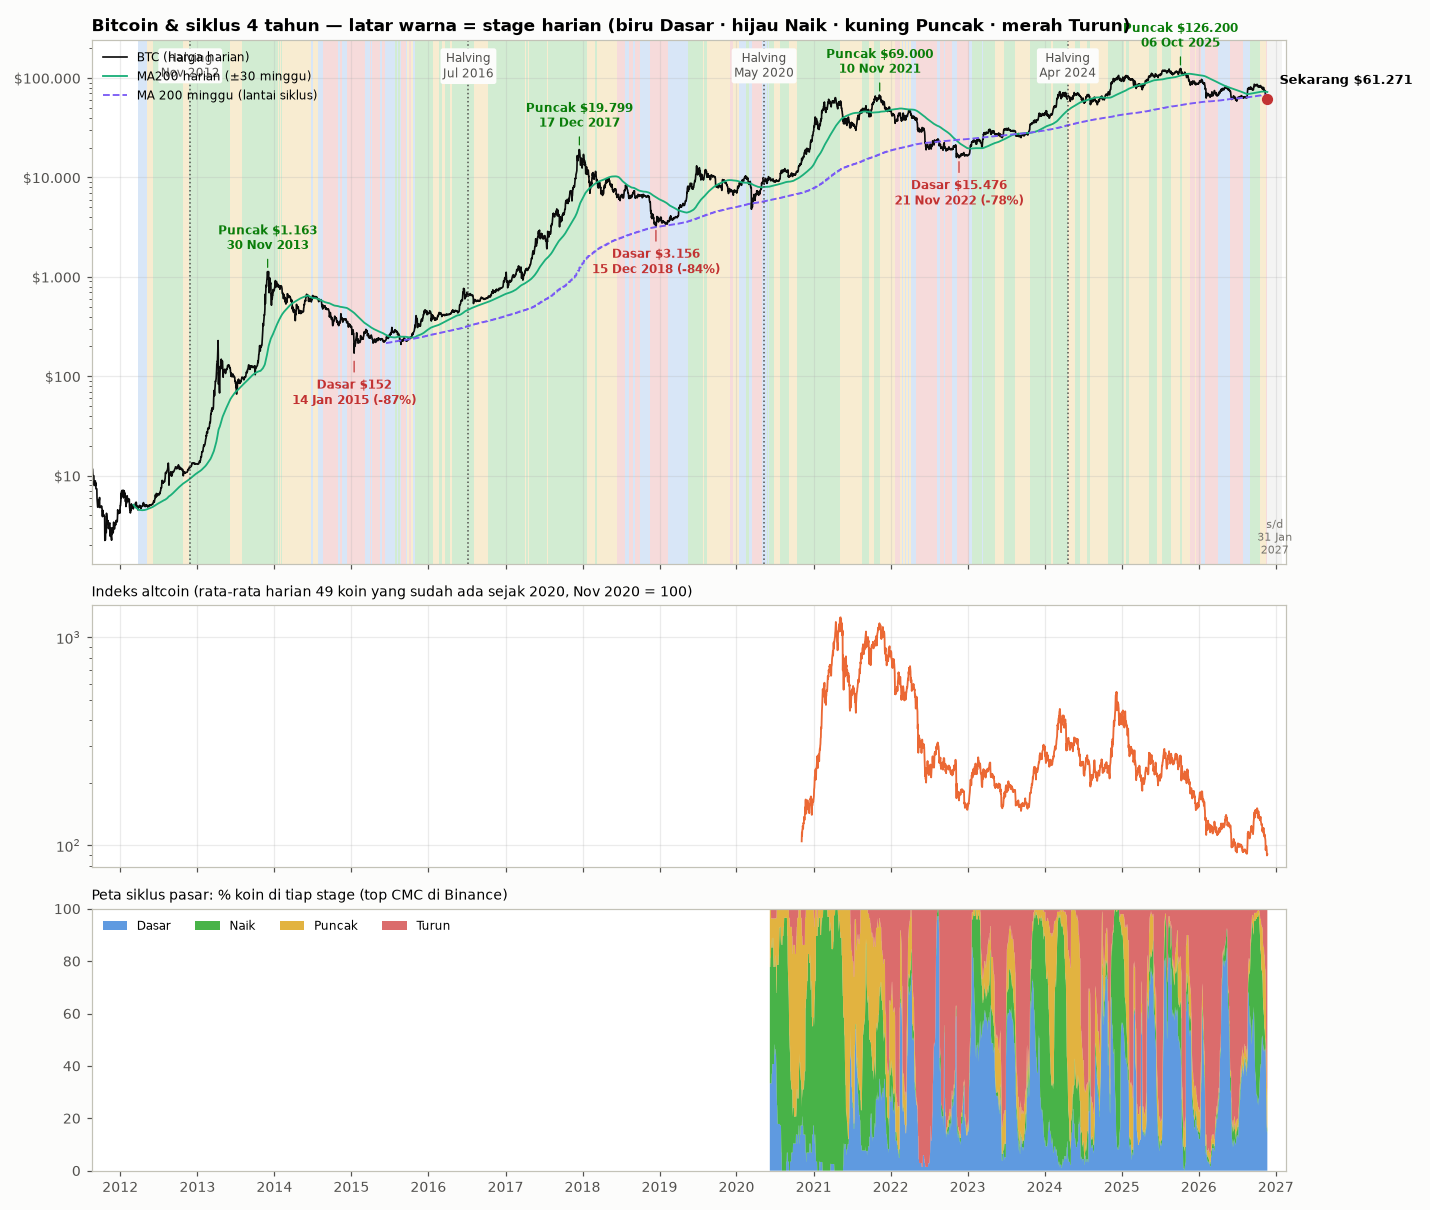 Bitcoin & siklus 4 tahun — latar warna = stage harian (biru Dasar · hijau Naik · kuning Puncak · merah Turun)
Puncak $126.200
06 Oct 2025
BTC (harga harian)
MA200 harian (±30 minggu)
MA 200 minggu (lantai siklus)
Halving
Nov 2012
Halving
Jul 2016
Halving
May 2020
Halving
Apr 2024
Puncak $69.000
10 Nov 2021
Sekarang $61.271
Puncak $19.799
17 Dec 2017
Dasar $15.476
21 Nov 2022 (-78%)
Puncak $1.163
30 Nov 2013
Dasar $3.156
15 Dec 2018 (-84%)
Dasar $152
14 Jan 2015 (-87%)
s/d
31 Jan
2027
$100.000
$10.000
$1.000
$100
$10
Indeks altcoin (rata-rata harian 49 koin yang sudah ada sejak 2020, Nov 2020 = 100)
10³
10²
Peta siklus pasar: % koin di tiap stage (top CMC di Binance)
Dasar Naik Puncak Turun
100
80
60
40
20
0
2012 2013 2014 2015 2016 2017 2018 2019 2020 2021 2022 2023 2024 2025 2026 2027